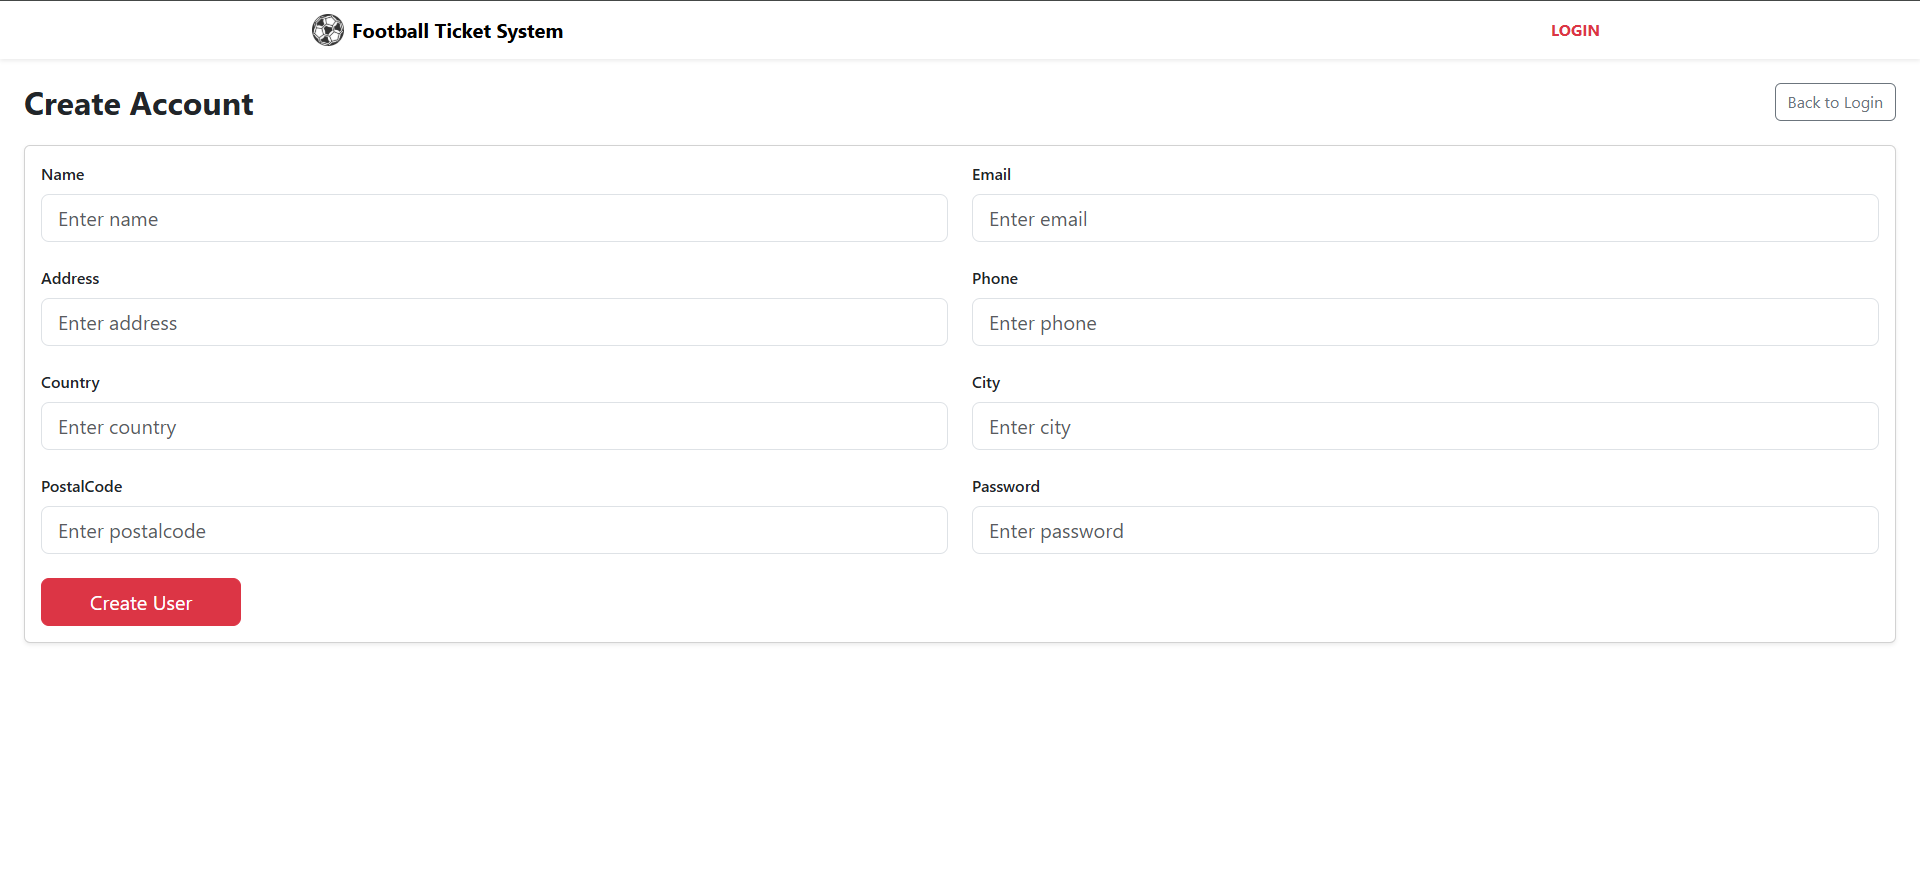 Football Ticket System
LOGIN
Create Account
Back to Login
Name
Email
Enter name
Enter email
Address
Phone
Enter address
Enter phone
Country
City
Enter country
Enter city
PostalCode
Password
Enter postalcode
Enter password
Create User